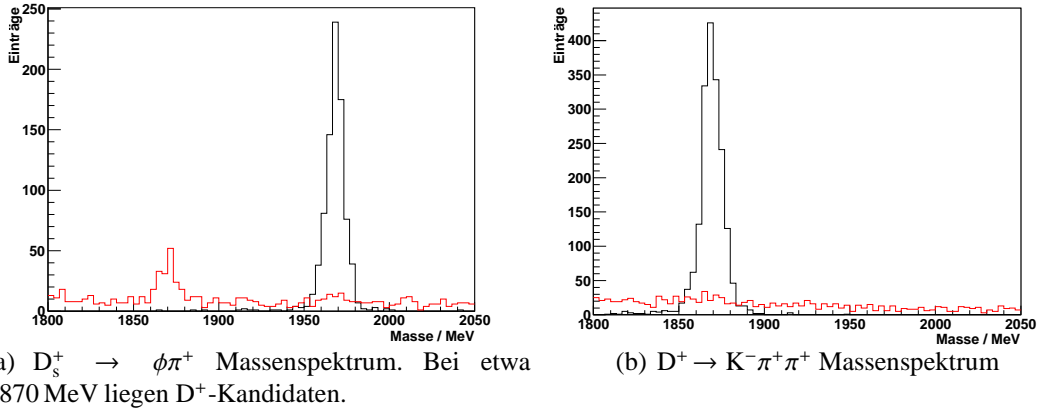 250
200
150
100
50
0
Einträge
1800 1850 1900 1950 2000 2050
Masse / MeV
a) D_s^+ → ϕπ^+ Massenspektrum. Bei etwa
870 MeV liegen D^+-Kandidaten.
400
350
300
250
200
150
100
50
0
Einträge
1800 1850 1900 1950 2000 2050
Masse / MeV
(b) D^+ → K^−π^+π^+ Massenspektrum